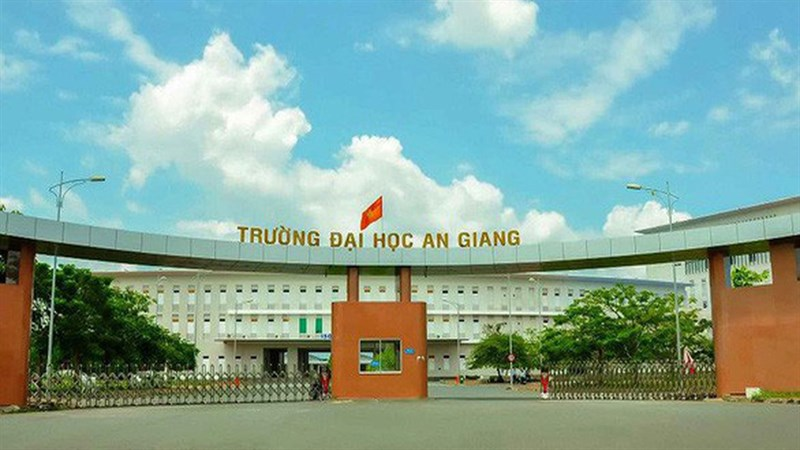 TRƯỜNG ĐẠI HỌC AN GIANG